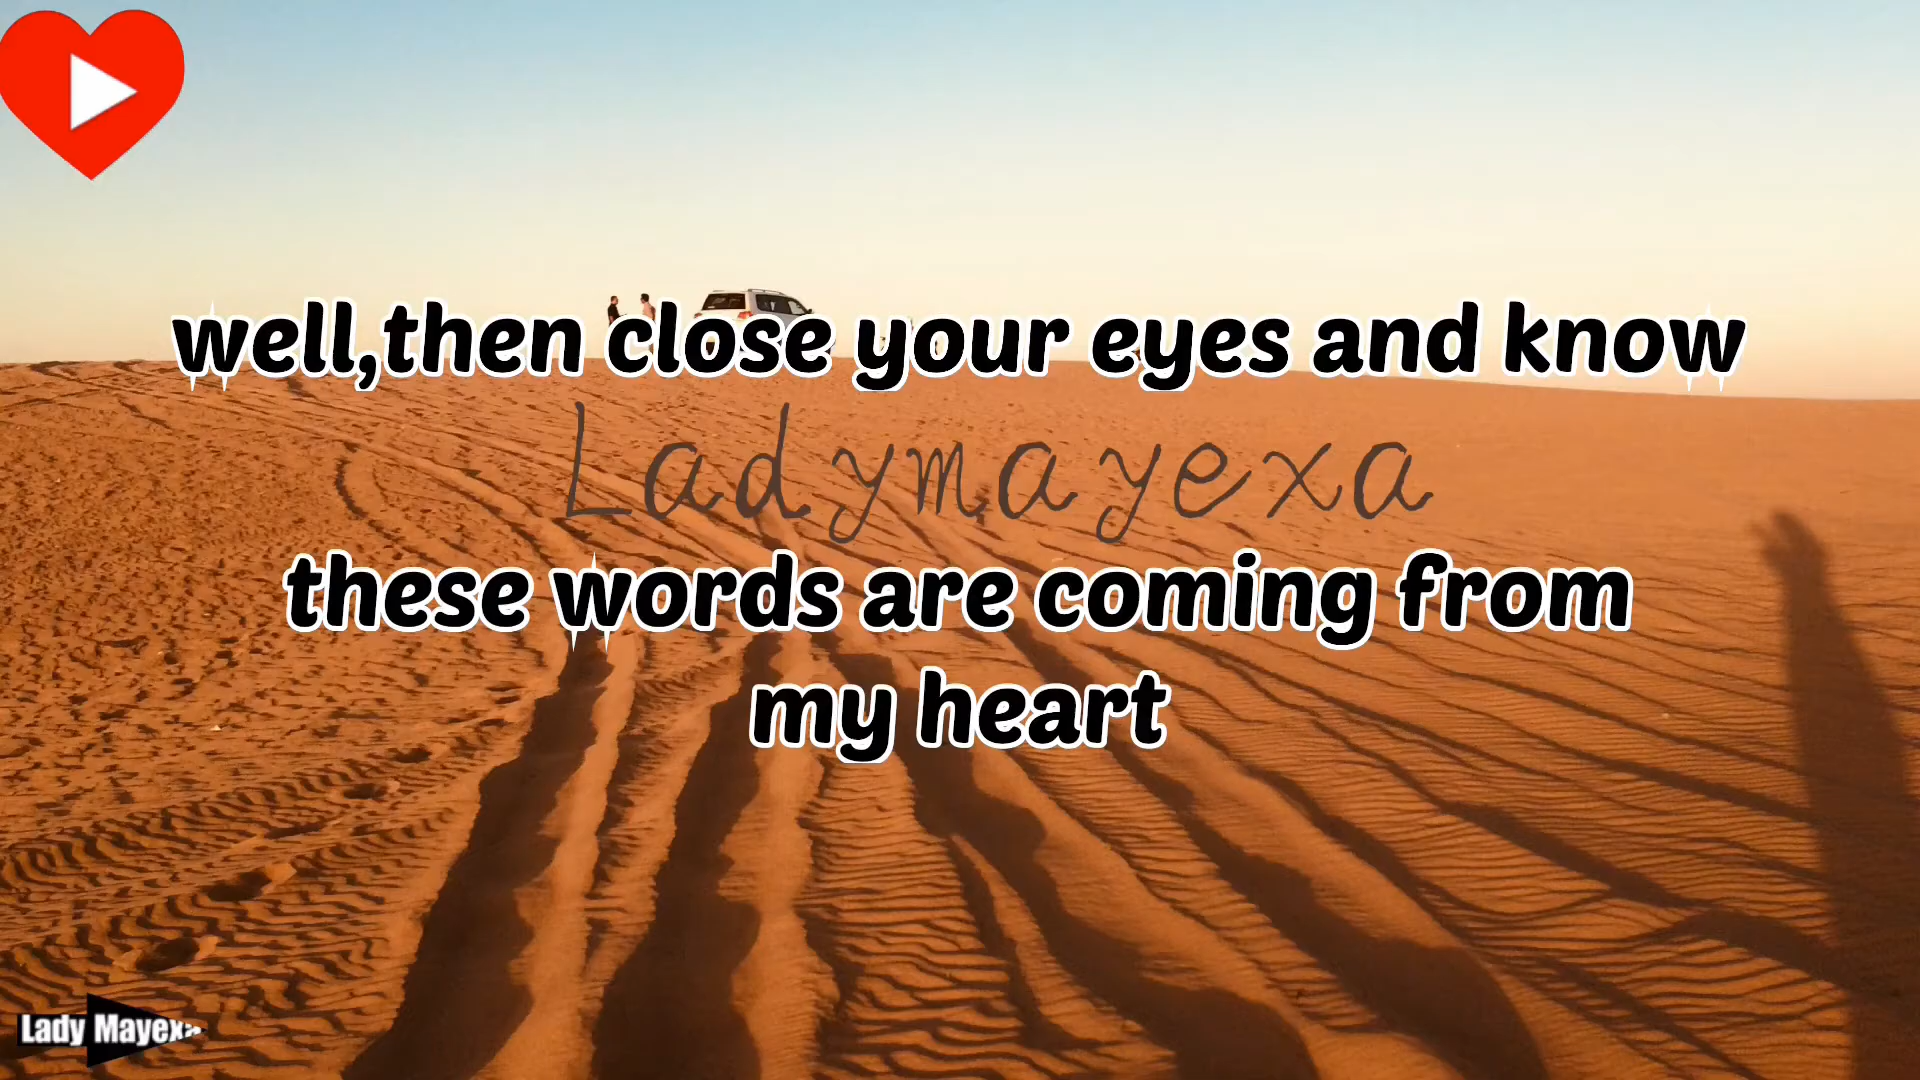 well,then close your eyes and know
Ladymayexa
these words are coming from
my heart
Lady Mayexa